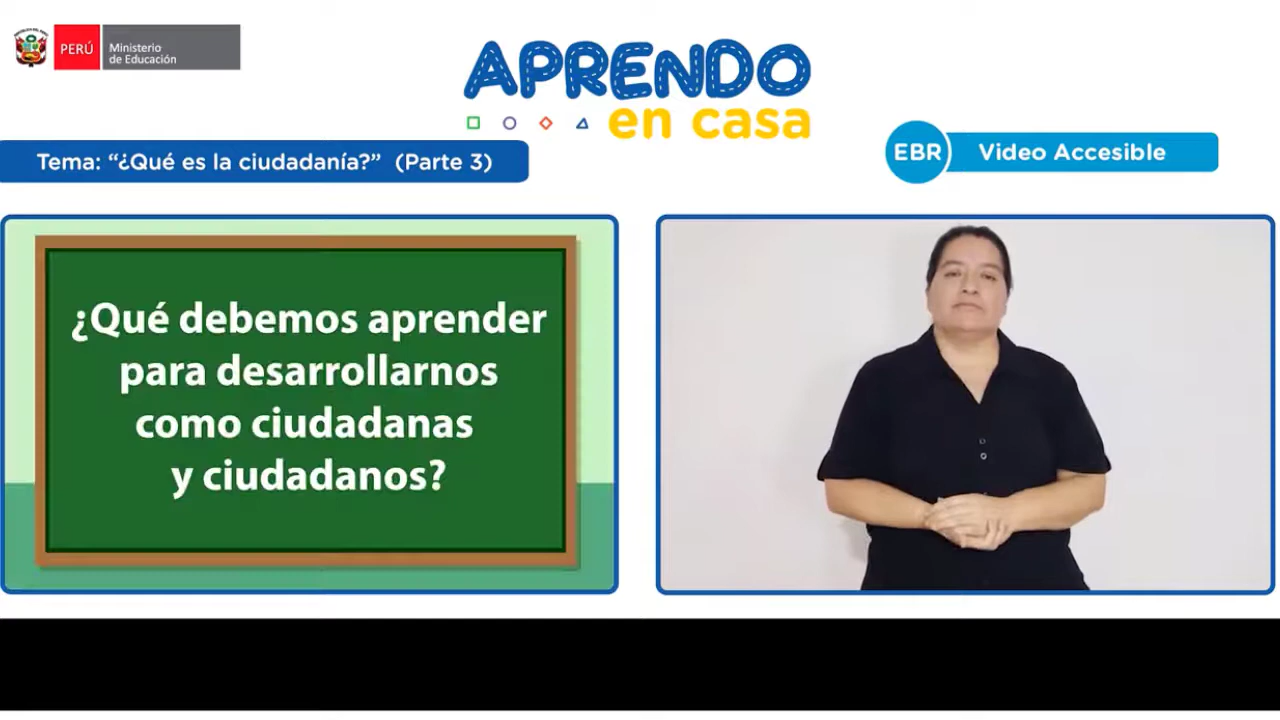 PERÚ
Ministerio
de Educación
APRENDO
en casa
Tema: “¿Qué es la ciudadanía?” (Parte 3)
EBR
Video Accesible
¿Qué debemos aprender
para desarrollarnos
como ciudadanas
y ciudadanos?